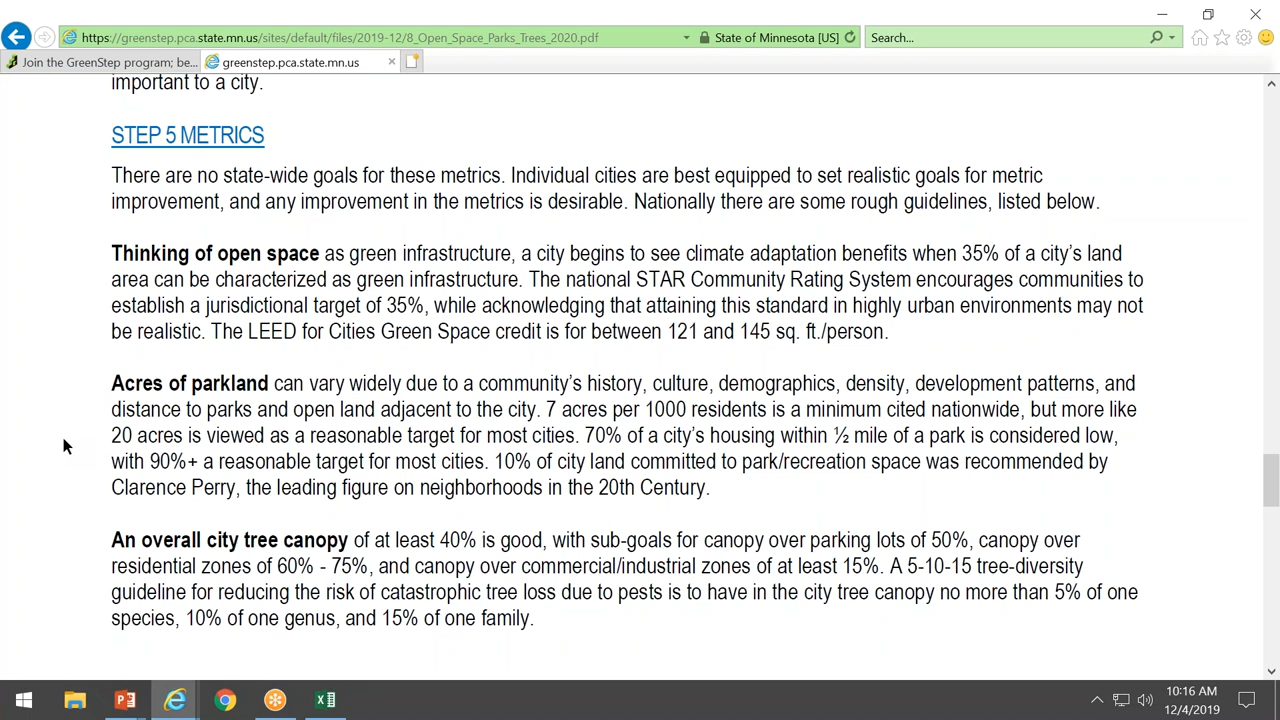 https://greenstep.pca.state.mn.us/sites/default/files/2019-12/8_Open_Space_Parks_Trees_2020.pdf
State of Minnesota [US]
Search...
Join the GreenStep program; be...
greenstep.pca.state.mn.us
important to a city.
STEP 5 METRICS
There are no state-wide goals for these metrics. Individual cities are best equipped to set realistic goals for metric
improvement, and any improvement in the metrics is desirable. Nationally there are some rough guidelines, listed below.
Thinking of open space as green infrastructure, a city begins to see climate adaptation benefits when 35% of a city's land
area can be characterized as green infrastructure. The national STAR Community Rating System encourages communities to
establish a jurisdictional target of 35%, while acknowledging that attaining this standard in highly urban environments may not
be realistic. The LEED for Cities Green Space credit is for between 121 and 145 sq. ft./person.
Acres of parkland can vary widely due to a community's history, culture, demographics, density, development patterns, and
distance to parks and open land adjacent to the city. 7 acres per 1000 residents is a minimum cited nationwide, but more like
20 acres is viewed as a reasonable target for most cities. 70% of a city's housing within ½ mile of a park is considered low,
with 90%+ a reasonable target for most cities. 10% of city land committed to park/recreation space was recommended by
Clarence Perry, the leading figure on neighborhoods in the 20th Century.
An overall city tree canopy of at least 40% is good, with sub-goals for canopy over parking lots of 50%, canopy over
residential zones of 60% - 75%, and canopy over commercial/industrial zones of at least 15%. A 5-10-15 tree-diversity
guideline for reducing the risk of catastrophic tree loss due to pests is to have in the city tree canopy no more than 5% of one
species, 10% of one genus, and 15% of one family.
10:16 AM
12/4/2019